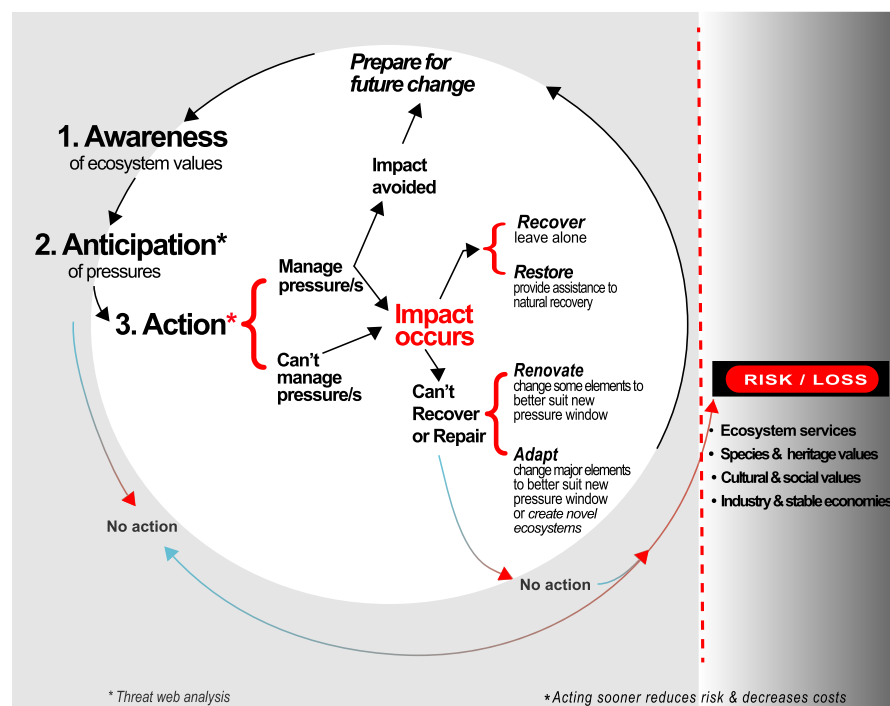 Prepare for
future change
1. Awareness
of ecosystem values
Impact
avoided
2. Anticipation*
of pressures
Manage
pressure/s
3. Action*
Can't
manage
pressure/s
Impact
occurs
Recover
leave alone
Restore
provide assistance to
natural recovery
Can't
Recover
or Repair
Renovate
change some elements to
better suit new
pressure window
Adapt
change major elements
to better suit new
pressure window
or create novel
ecosystems
No action
No action
RISK / LOSS
• Ecosystem services
• Species & heritage values
• Cultural & social values
• Industry & stable economies
* Threat web analysis
*Acting sooner reduces risk & decreases costs